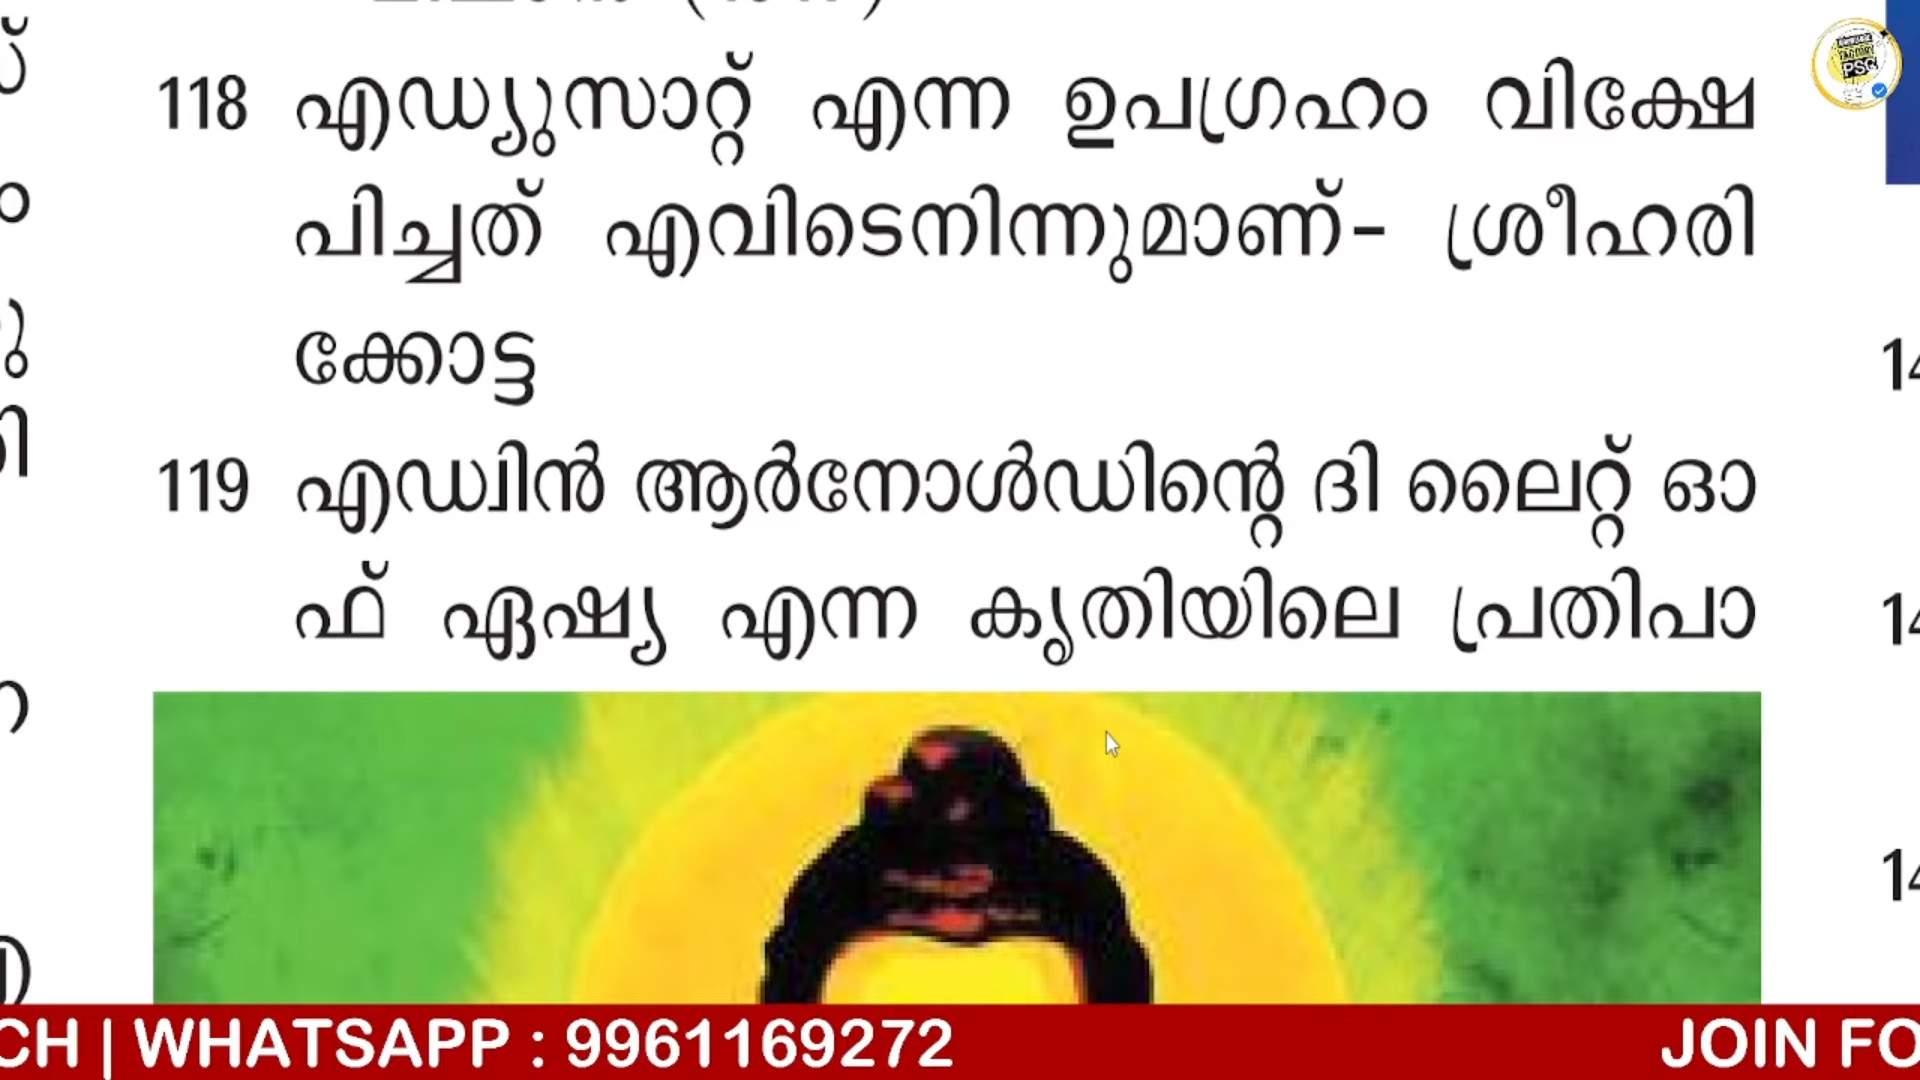 118 എഡ്യുസാറ്റ് എന്ന ഉപഗ്രഹം വിക്ഷേ
പിച്ചത് എവിടെനിന്നുമാണ്- ശ്രീഹരി
ക്കോട്ട
119 എഡ്വിൻ ആർനോൾഡിന്റെ ദി ലൈറ്റ് ഓ
ഫ് ഏഷ്യ എന്ന കൃതിയിലെ പ്രതിപാ
PSC
CH | WHATSAPP : 9961169272
JOIN FO